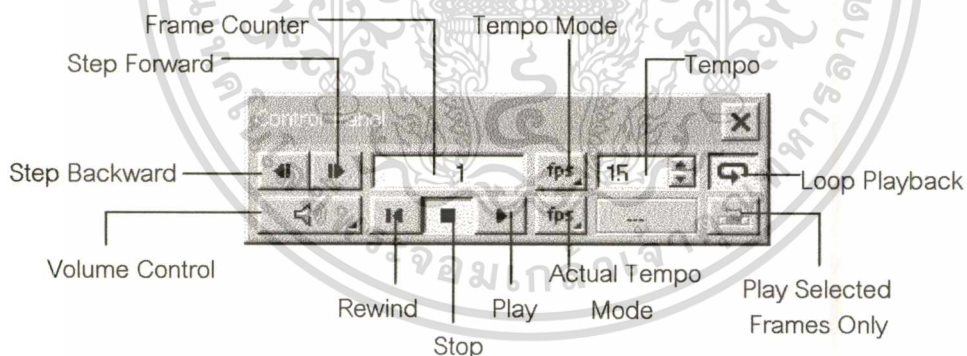 Frame Counter
Tempo Mode
Step Forward
Tempo
Control Panel
Step Backward
1
fps
15
Loop Playback
fps
---
Volume Control
Rewind
Stop
Play
Actual Tempo
Mode
Play Selected
Frames Only